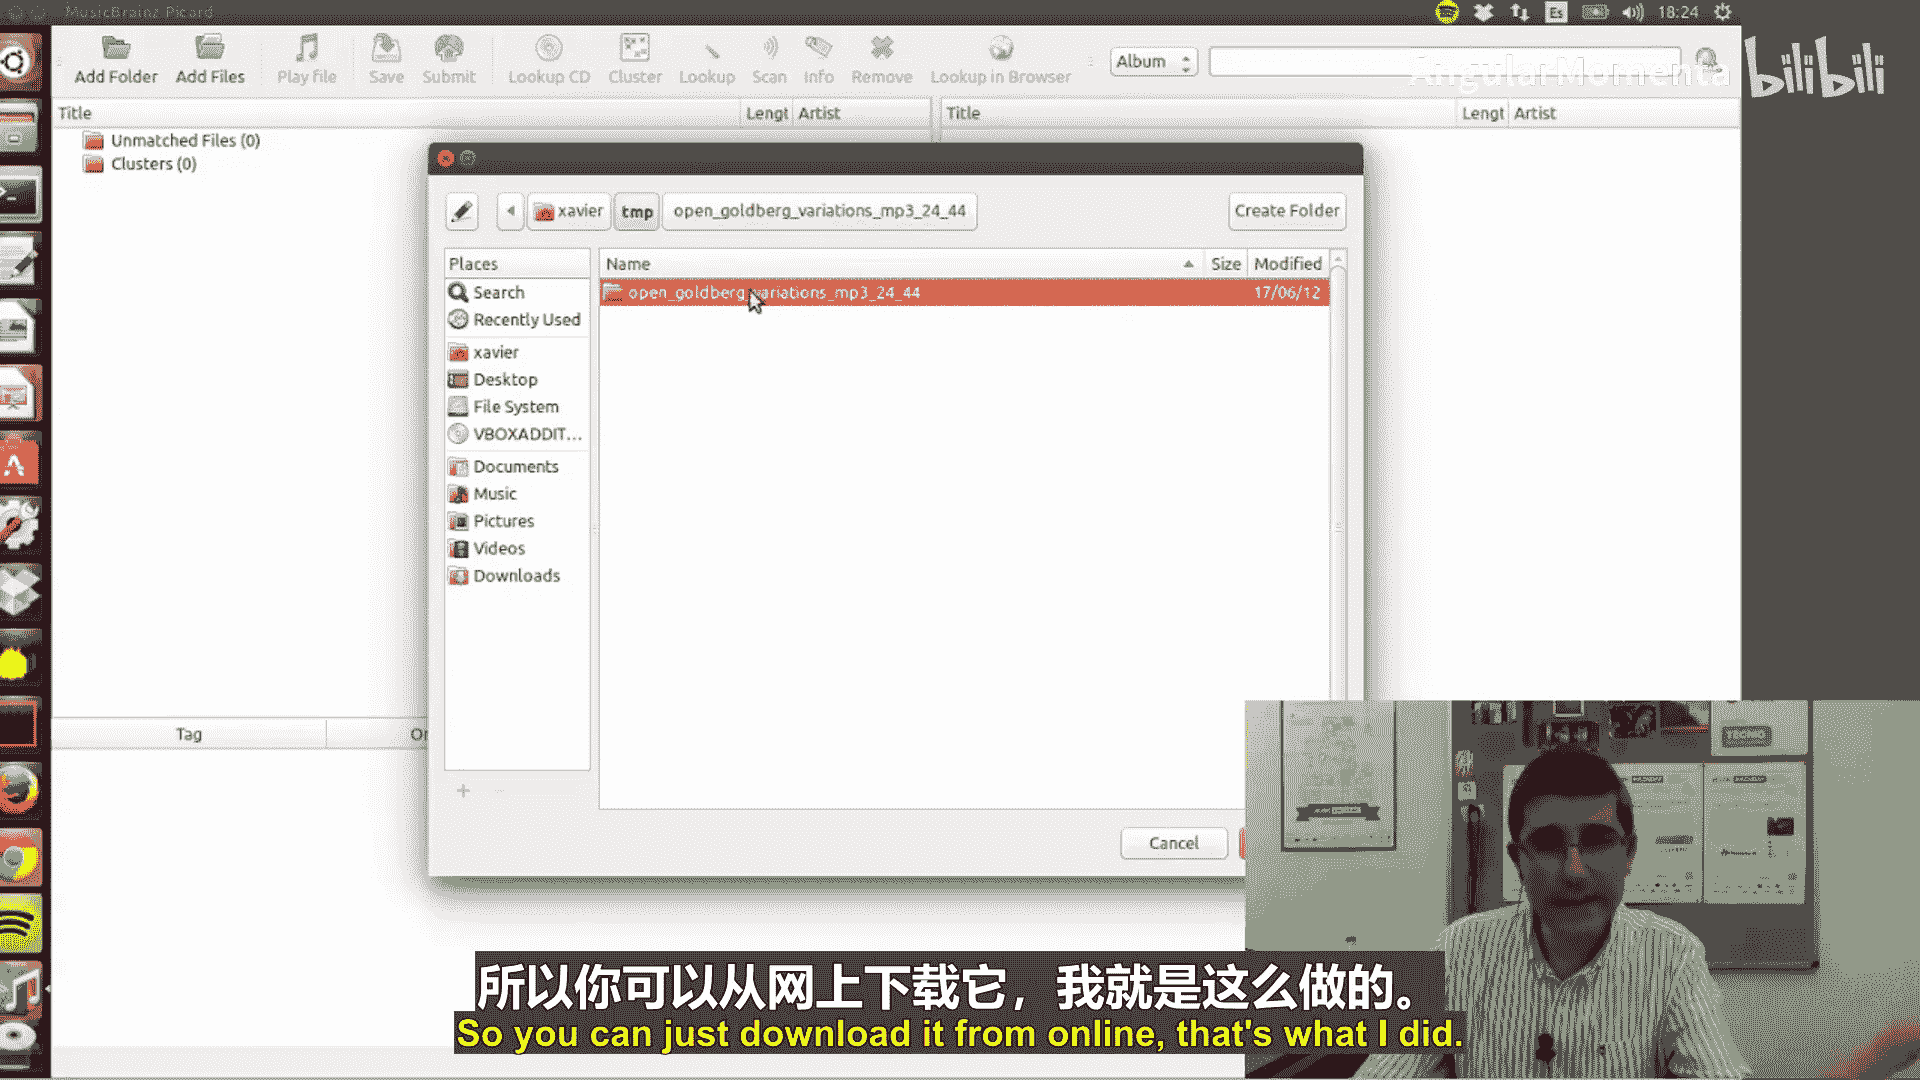 MusicBrainz Picard
Es
18:24
Add Folder
Add Files
Play file
Save
Submit
Lookup CD
Cluster
Lookup
Scan
Info
Remove
Lookup in Browser
Album
AngularMomenta
bilibili
Title
Lengt
Artist
Title
Lengt
Artist
Unmatched Files (0)
Clusters (0)
xavier
tmp
open_goldberg_variations_mp3_24_44
Create Folder
Places
Name
Size
Modified
Search
open_goldberg_variations_mp3_24_44
17/06/12
Recently Used
xavier
Desktop
File System
VBOXADDIT...
Documents
Music
Pictures
Videos
Downloads
Tag
Cancel
TECNIO
所以你可以从网上下载它，我就是这么做的。
So you can just download it from online, that's what I did.